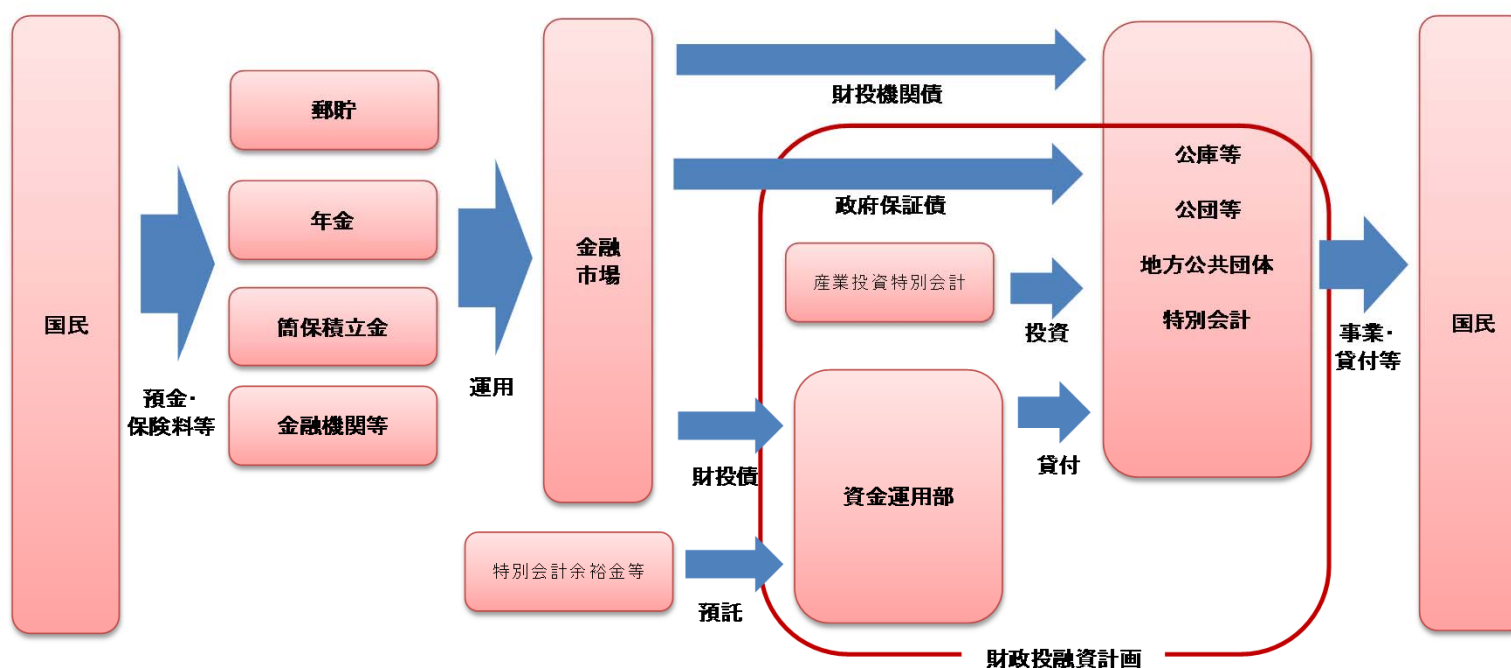 国民
預金・
保険料等
郵貯
年金
簡保積立金
金融機関等
運用
金融
市場
特別会計余裕金等
財投機関債
政府保証債
財投債
預託
産業投資特別会計
投資
資金運用部
貸付
公庫等
公団等
地方公共団体
特別会計
財政投融資計画
事業・
貸付等
国民